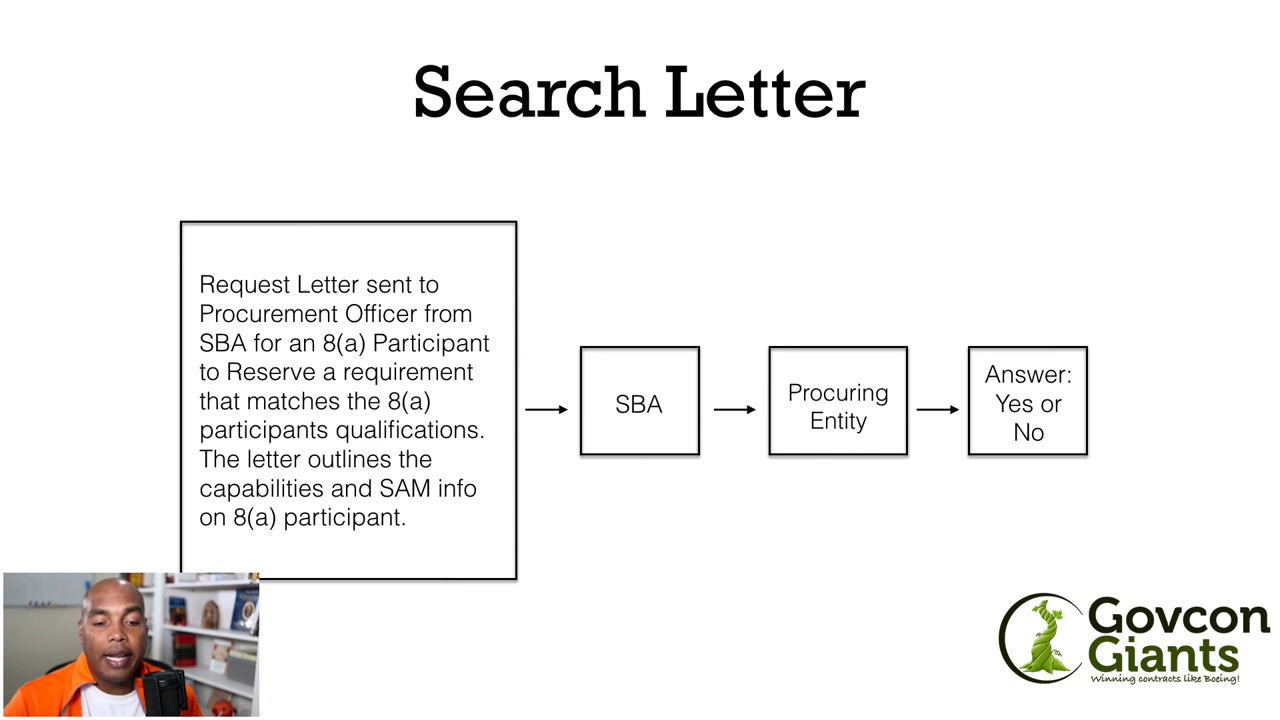 Search Letter
Request Letter sent to
Procurement Officer from
SBA for an 8(a) Participant
to Reserve a requirement
that matches the 8(a)
participants qualifications.
The letter outlines the
capabilities and SAM info
on 8(a) participant.
SBA
Procuring
Entity
Answer:
Yes or
No
Govcon
Giants
Winning contracts like Boeing!